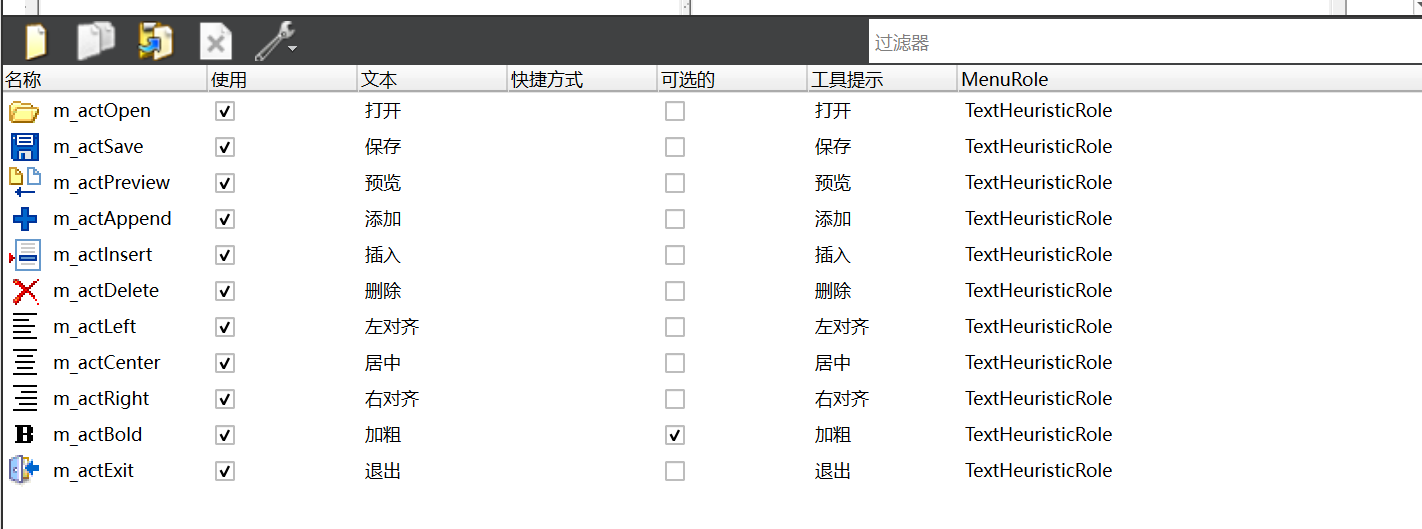 过滤器
名称 使用 文本 快捷方式 可选的 工具提示 MenuRole
m_actOpen 打开 打开 TextHeuristicRole
m_actSave 保存 保存 TextHeuristicRole
m_actPreview 预览 预览 TextHeuristicRole
m_actAppend 添加 添加 TextHeuristicRole
m_actInsert 插入 插入 TextHeuristicRole
m_actDelete 删除 删除 TextHeuristicRole
m_actLeft 左对齐 左对齐 TextHeuristicRole
m_actCenter 居中 居中 TextHeuristicRole
m_actRight 右对齐 右对齐 TextHeuristicRole
B m_actBold 加粗 加粗 TextHeuristicRole
m_actExit 退出 退出 TextHeuristicRole